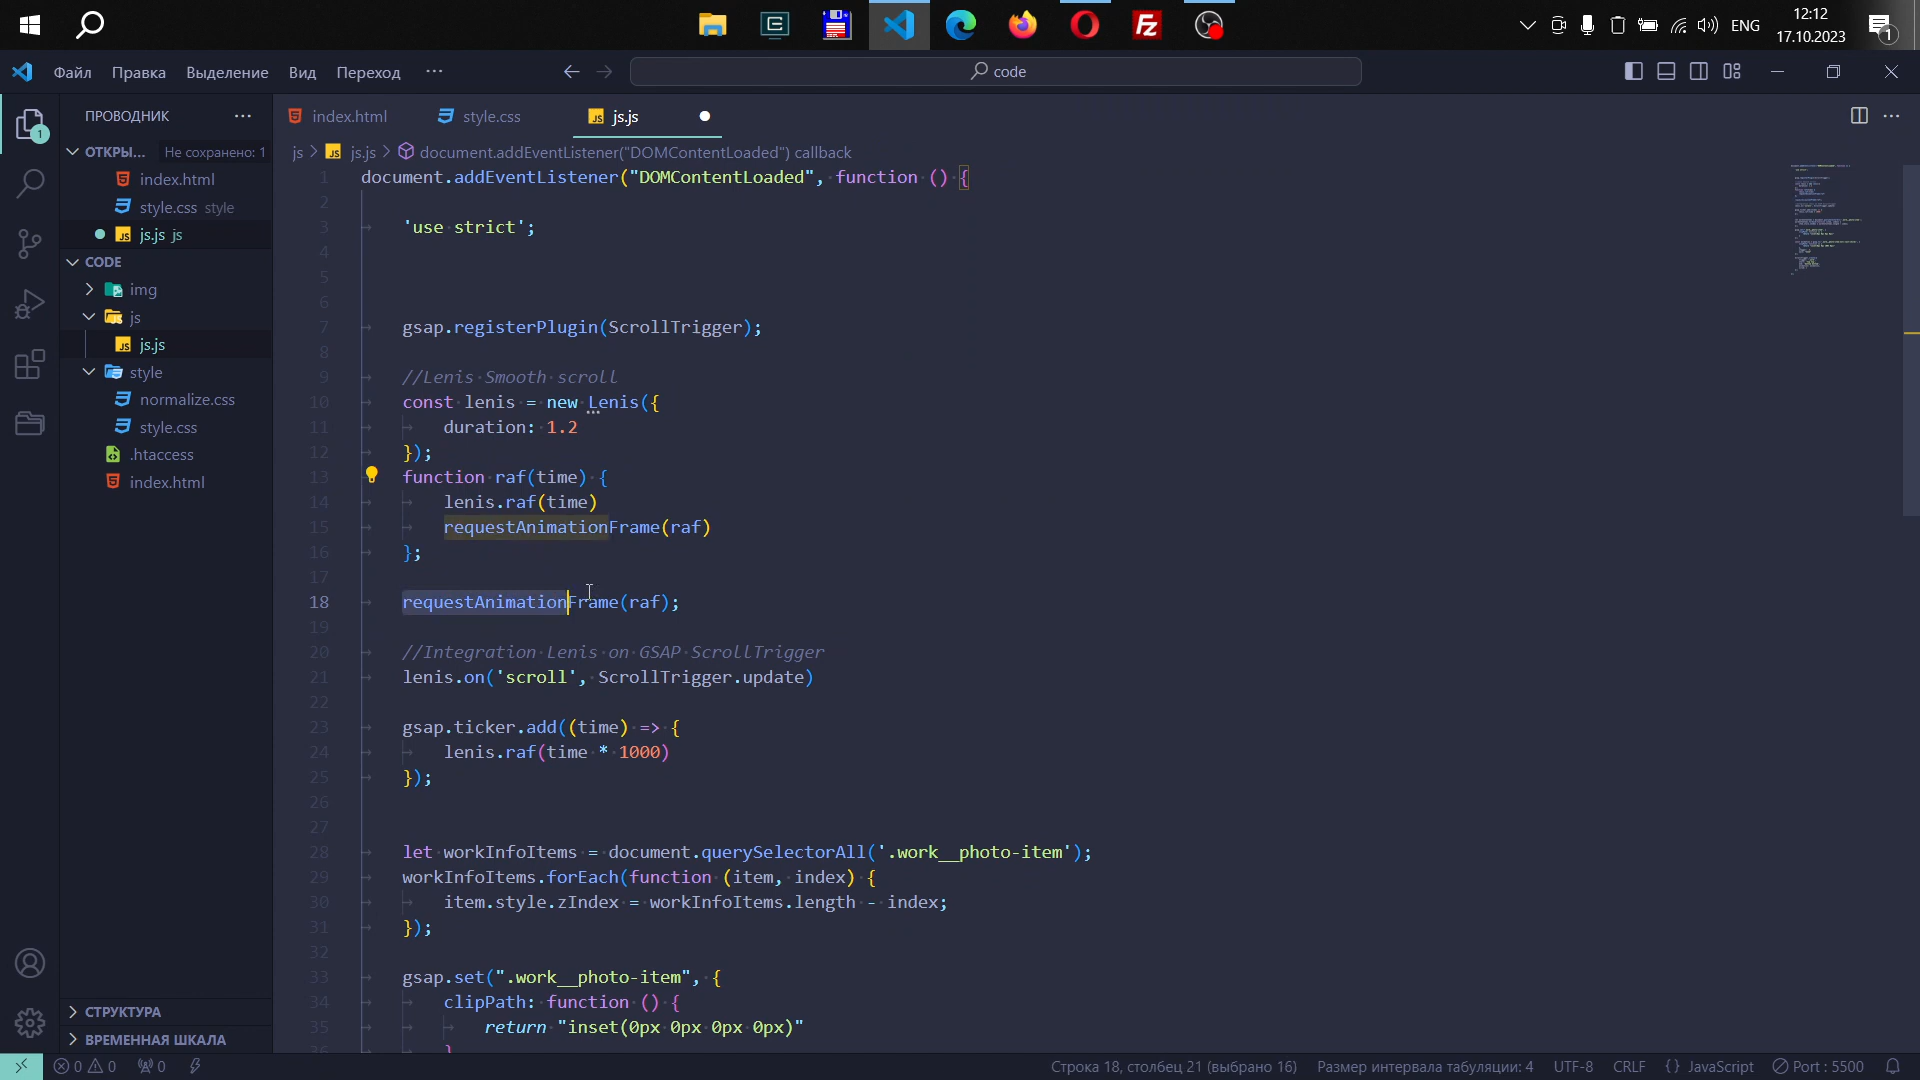 ENG
12:12
17.10.2023
1
Файл Правка Выделение Вид Переход ···
code
ПРОВОДНИК
index.html
style.css
js.js
ОТКРЫ... Не сохранено: 1
index.html
style.css style
js.js js
CODE
img
js
js.js
style
normalize.css
style.css
.htaccess
index.html
СТРУКТУРА
ВРЕМЕННАЯ ШКАЛА
js > js.js > document.addEventListener("DOMContentLoaded") callback
1 document.addEventListener("DOMContentLoaded", function () {
2
3 'use strict';
4
5
6
7 gsap.registerPlugin(ScrollTrigger);
8
9 //Lenis Smooth scroll
10 const lenis = new Lenis({
11 duration: 1.2
12 });
13 function raf(time) {
14 lenis.raf(time)
15 requestAnimationFrame(raf)
16 };
17
18 requestAnimationFrame(raf);
19
20 //Integration Lenis on GSAP ScrollTrigger
21 lenis.on('scroll', ScrollTrigger.update)
22
23 gsap.ticker.add((time) => {
24 lenis.raf(time * 1000)
25 });
26
27
28 let workInfoItems = document.querySelectorAll('.work__photo-item');
29 workInfoItems.forEach(function (item, index) {
30 item.style.zIndex = workInfoItems.length - index;
31 });
32
33 gsap.set(".work__photo-item", {
34 clipPath: function () {
35 return "inset(0px 0px 0px 0px)"
36 }
0 0 0
Строка 18, столбец 21 (выбрано 16) Размер интервала табуляции: 4 UTF-8 CRLF {} JavaScript Port : 5500